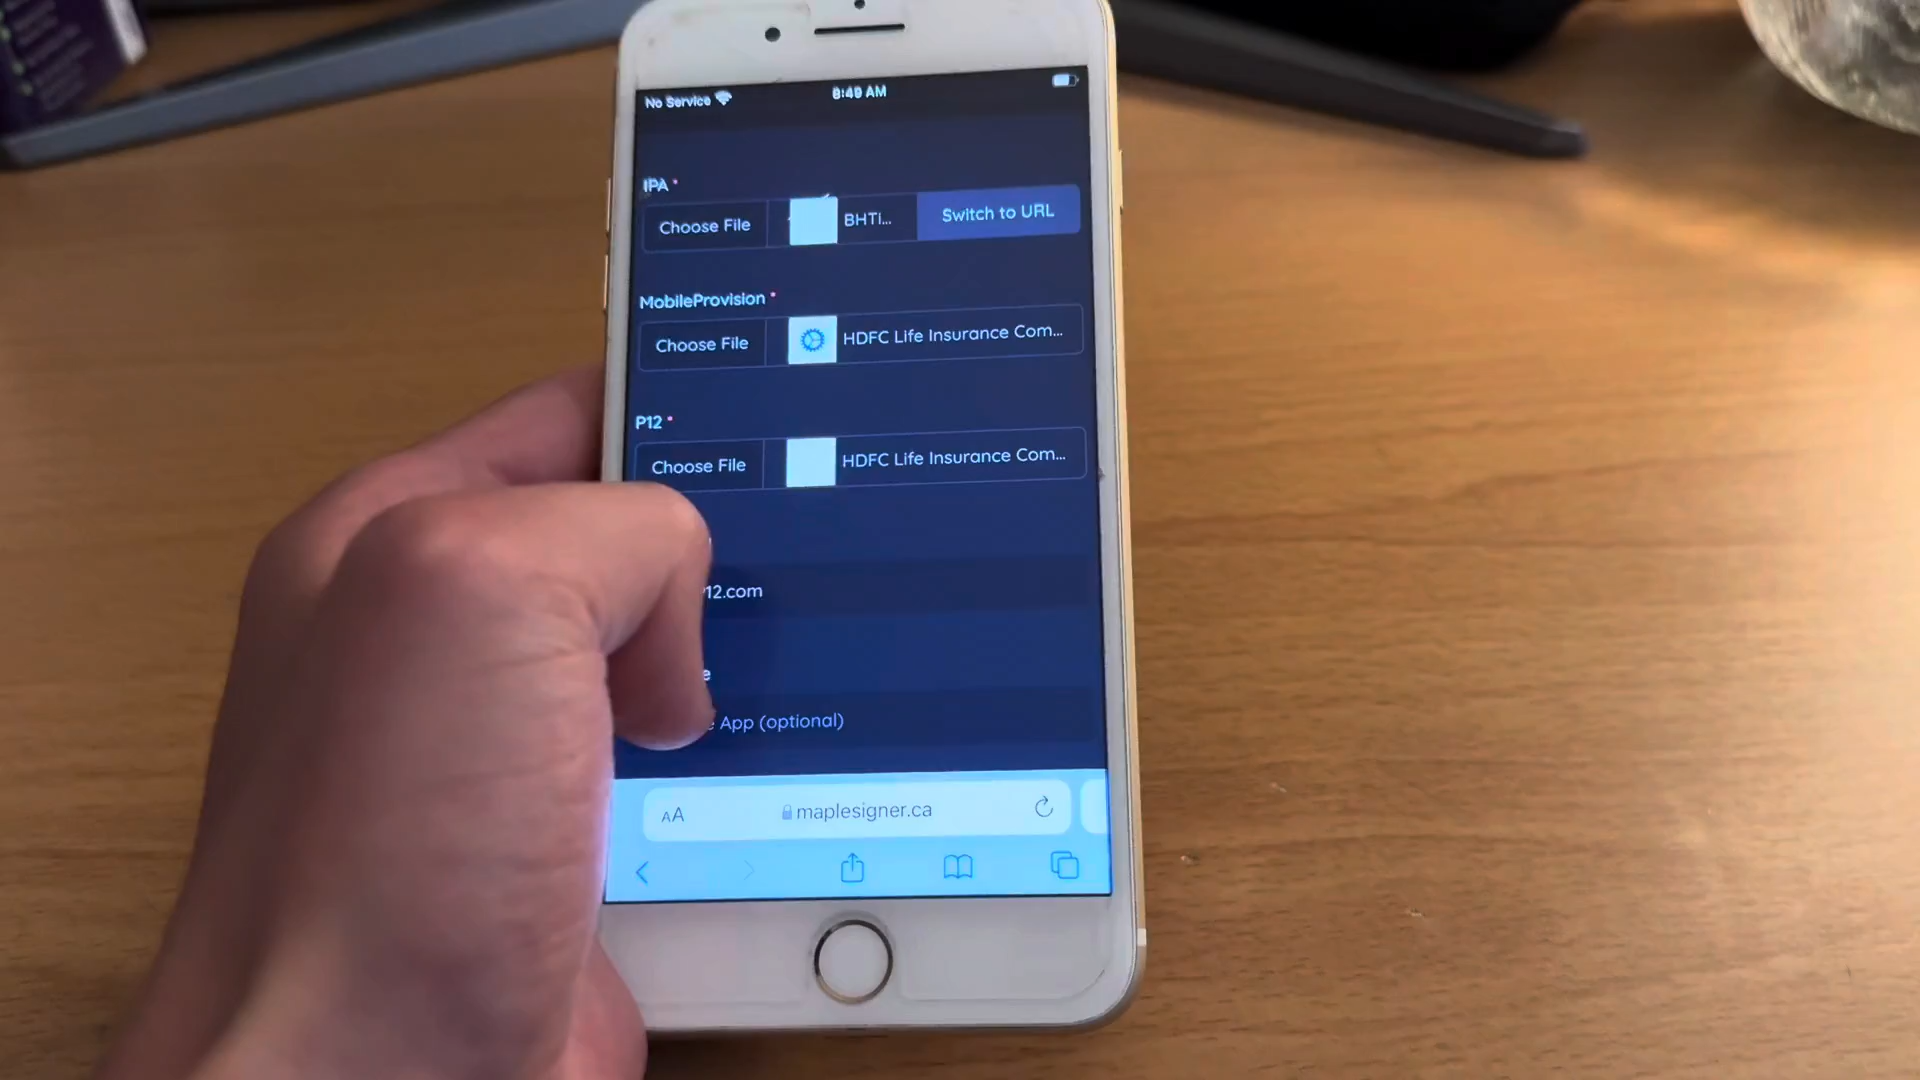 No Service
8:49 AM
IPA *
Choose File
BHTI...
Switch to URL
MobileProvision *
Choose File
HDFC Life Insurance Com...
P12 *
Choose File
HDFC Life Insurance Com...
12.com
App (optional)
AA
maplesigner.ca